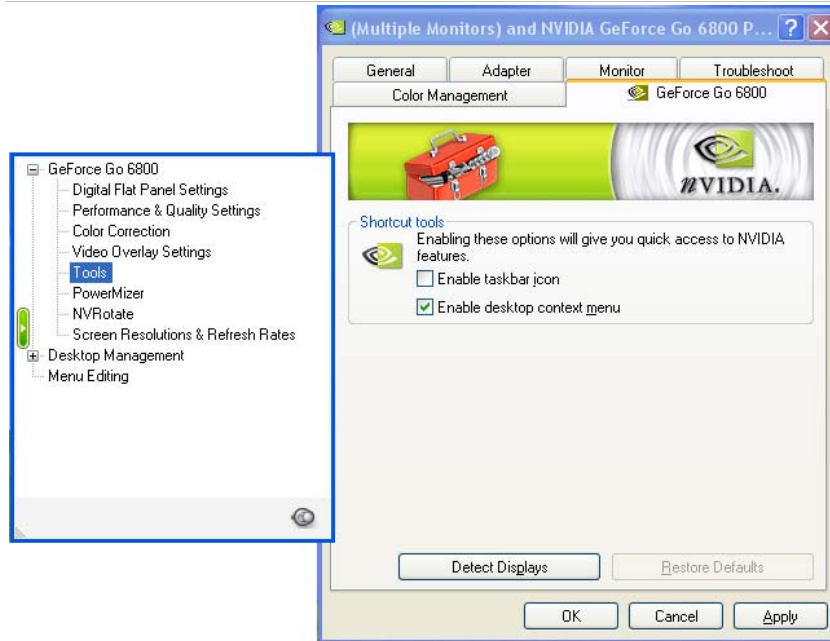 (Multiple Monitors) and NVIDIA GeForce Go 6800 P...
General
Adapter
Monitor
Troubleshoot
Color Management
GeForce Go 6800
GeForce Go 6800
Digital Flat Panel Settings
Performance & Quality Settings
Color Correction
Video Overlay Settings
Tools
PowerMizer
NVRotate
Screen Resolutions & Refresh Rates
Desktop Management
Menu Editing
nVIDIA.
Shortcut tools
Enabling these options will give you quick access to NVIDIA
features.
Enable taskbar icon
Enable desktop context menu
Detect Displays
Restore Defaults
OK
Cancel
Apply